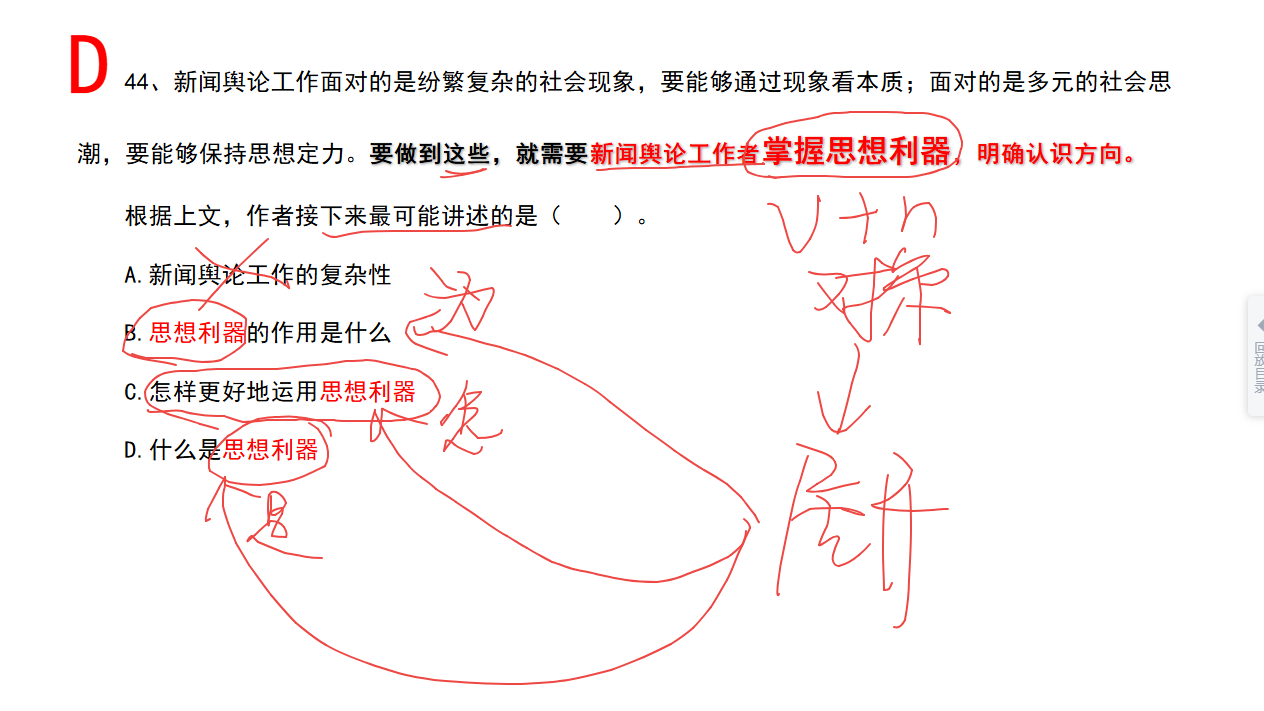 D
44、新闻舆论工作面对的是纷繁复杂的社会现象，要能够通过现象看本质；面对的是多元的社会思
潮，要能够保持思想定力。要做到这些，就需要新闻舆论工作者掌握思想利器，明确认识方向。
V+n
根据上文，作者接下来最可能讲述的是（　　）。
对策
A.新闻舆论工作的复杂性
为
B.思想利器的作用是什么
C.怎样更好地运用思想利器
怎
D.什么是思想利器
是
展开
回放目录